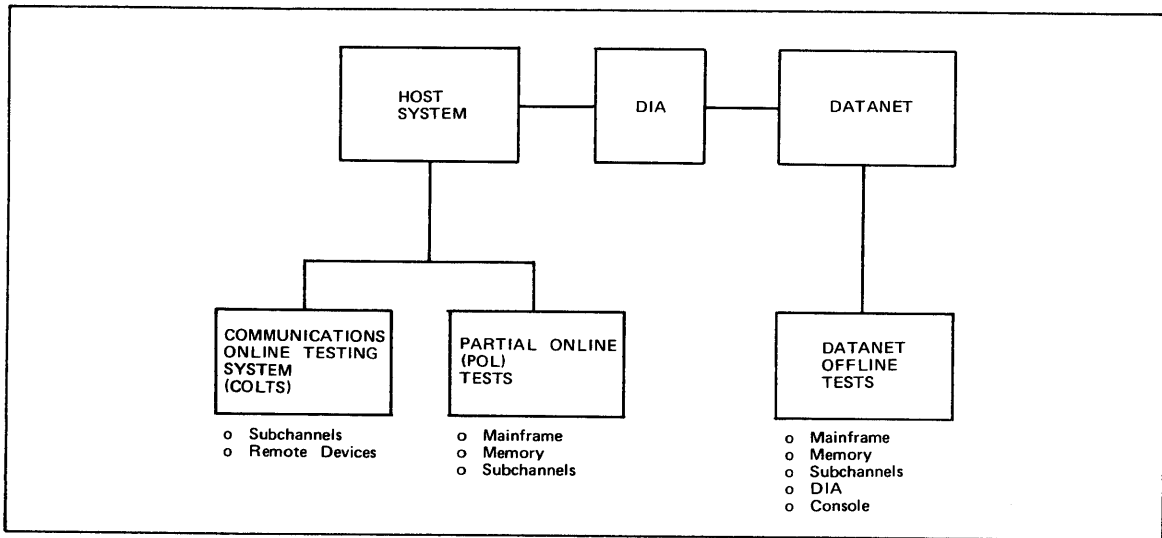 HOST
SYSTEM
DIA
DATANET
COMMUNICATIONS
ONLINE TESTING
SYSTEM
(COLTS)
o Subchannels
o Remote Devices
PARTIAL ONLINE
(POL)
TESTS
o Mainframe
o Memory
o Subchannels
DATANET
OFFLINE
TESTS
o Mainframe
o Memory
o Subchannels
o DIA
o Console